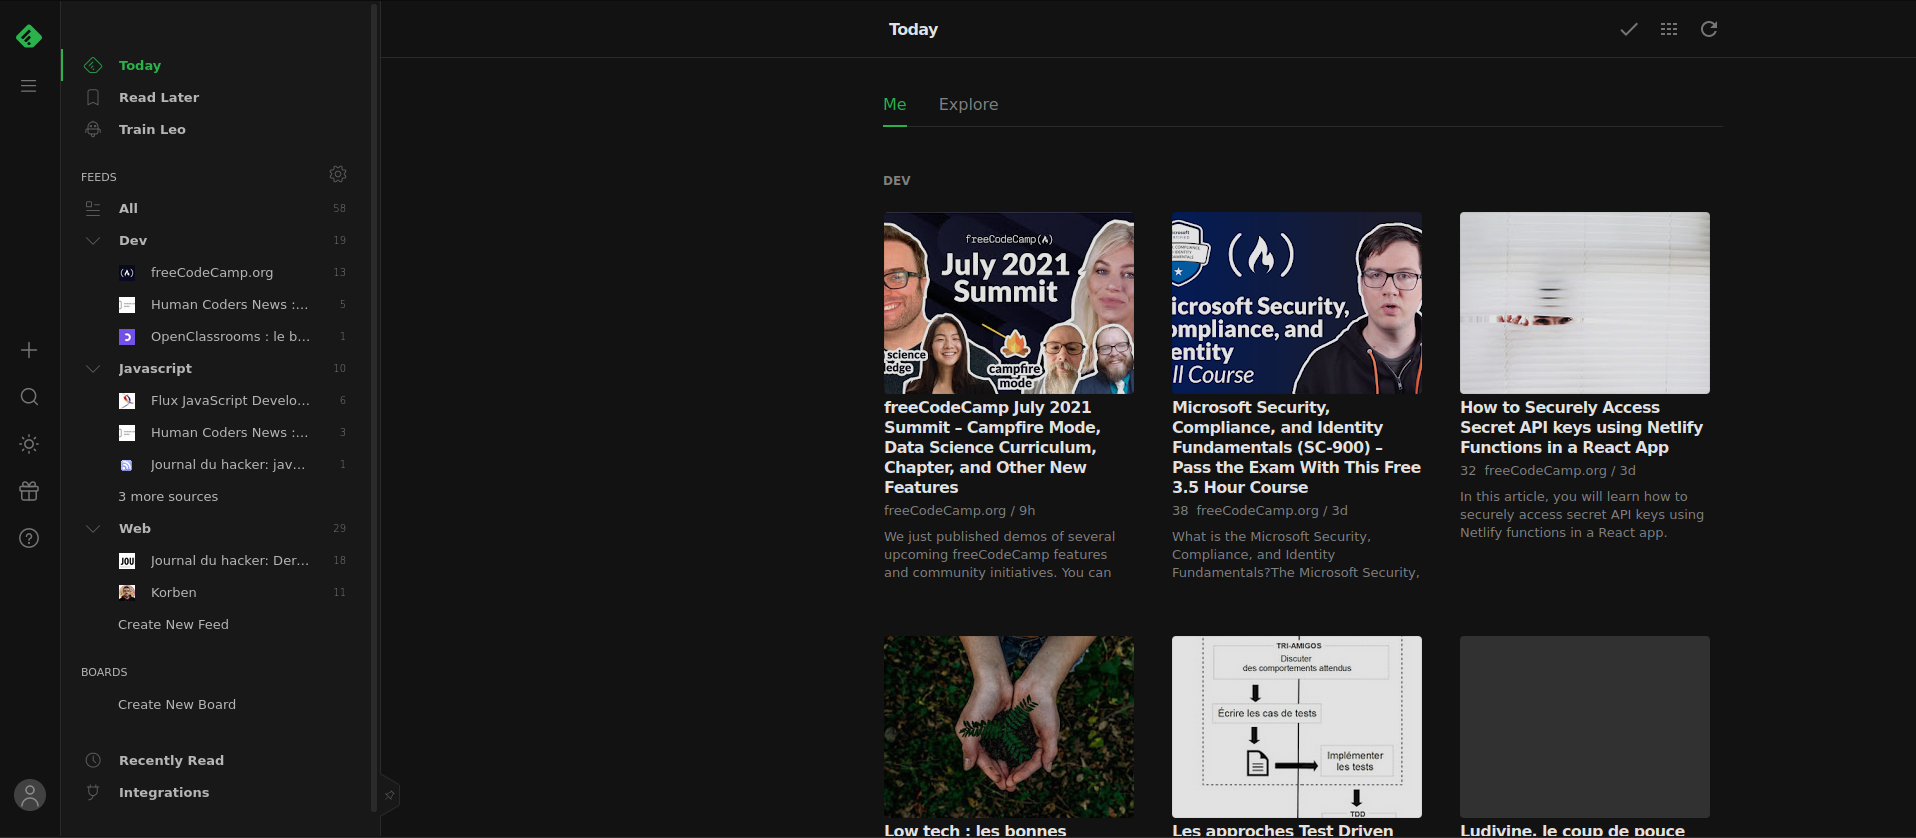 Today
Read Later
Train Leo
FEEDS
All 58
Dev 19
freeCodeCamp.org 13
Human Coders News :... 5
OpenClassrooms : le b... 1
Javascript 10
Flux JavaScript Develo... 6
Human Coders News :... 3
Journal du hacker: jav... 1
3 more sources
Web 29
JOU Journal du hacker: Der... 18
Korben 11
Create New Feed
BOARDS
Create New Board
Recently Read
Integrations
Today
Me Explore
DEV
freeCodeCamp
July 2021
Summit
science
edge
campfire
mode
freeCodeCamp July 2021
Summit – Campfire Mode,
Data Science Curriculum,
Chapter, and Other New
Features
freeCodeCamp.org / 9h
We just published demos of several
upcoming freeCodeCamp features
and community initiatives. You can
icrosoft Security,
ompliance, and
entity
ll Course
Microsoft Security,
Compliance, and Identity
Fundamentals (SC-900) –
Pass the Exam With This Free
3.5 Hour Course
38 freeCodeCamp.org / 3d
What is the Microsoft Security,
Compliance, and Identity
Fundamentals?The Microsoft Security,
How to Securely Access
Secret API keys using Netlify
Functions in a React App
32 freeCodeCamp.org / 3d
In this article, you will learn how to
securely access secret API keys using
Netlify functions in a React app.
Low tech : les bonnes
TRI-AMIGOS
Discuter
des comportements attendus
Écrire les cas de tests
Implémenter
les tests
TDD
Les approches Test Driven
Ludivine, le coup de pouce